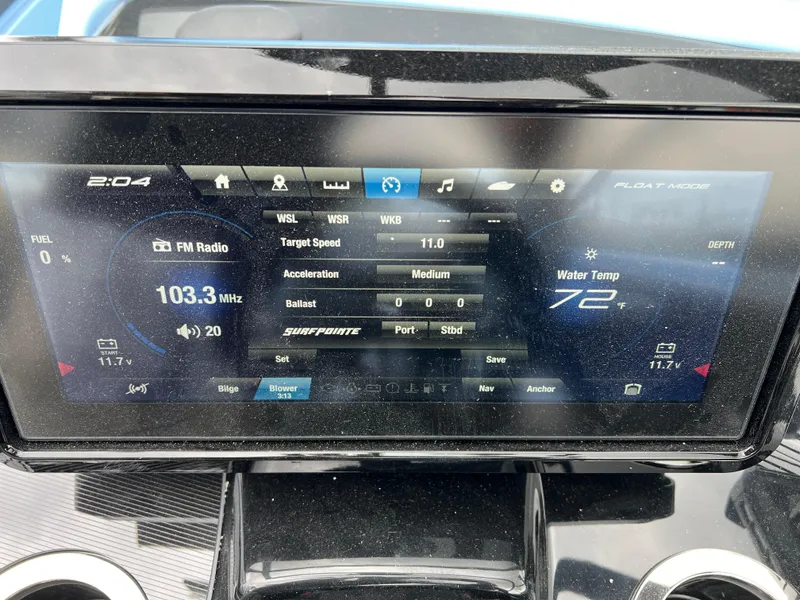 2:04
FLOAT MODE
WSL WSR WKB --- ---
FUEL
0 %
FM Radio
103.3 MHz
20
Target Speed 11.0
Acceleration Medium
Ballast 0 0 0
SURFPOINTE Port Stbd
Set Save
DEPTH
--
Water Temp
72 °F
START
11.7 V
HOUSE
11.7 V
Bilge Blower Nav Anchor
3:13